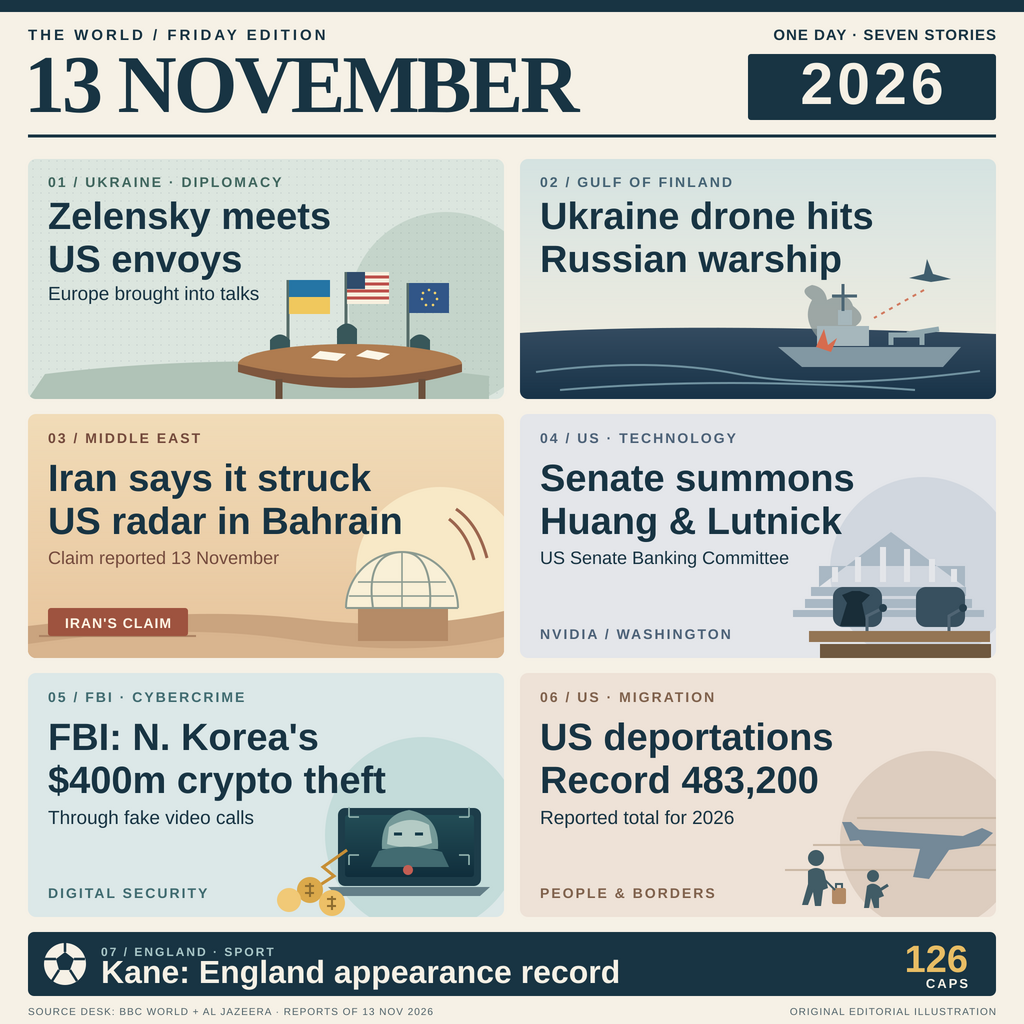 THE WORLD / FRIDAY EDITION
ONE DAY · SEVEN STORIES
13 NOVEMBER
2026
01 / UKRAINE · DIPLOMACY
Zelensky meets
US envoys
Europe brought into talks
02 / GULF OF FINLAND
Ukraine drone hits
Russian warship
03 / MIDDLE EAST
Iran says it struck
US radar in Bahrain
Claim reported 13 November
IRAN'S CLAIM
04 / US · TECHNOLOGY
Senate summons
Huang & Lutnick
US Senate Banking Committee
NVIDIA / WASHINGTON
05 / FBI · CYBERCRIME
FBI: N. Korea's
$400m crypto theft
Through fake video calls
DIGITAL SECURITY
06 / US · MIGRATION
US deportations
Record 483,200
Reported total for 2026
PEOPLE & BORDERS
07 / ENGLAND · SPORT
Kane: England appearance record
126
CAPS
SOURCE DESK: BBC WORLD + AL JAZEERA · REPORTS OF 13 NOV 2026
ORIGINAL EDITORIAL ILLUSTRATION